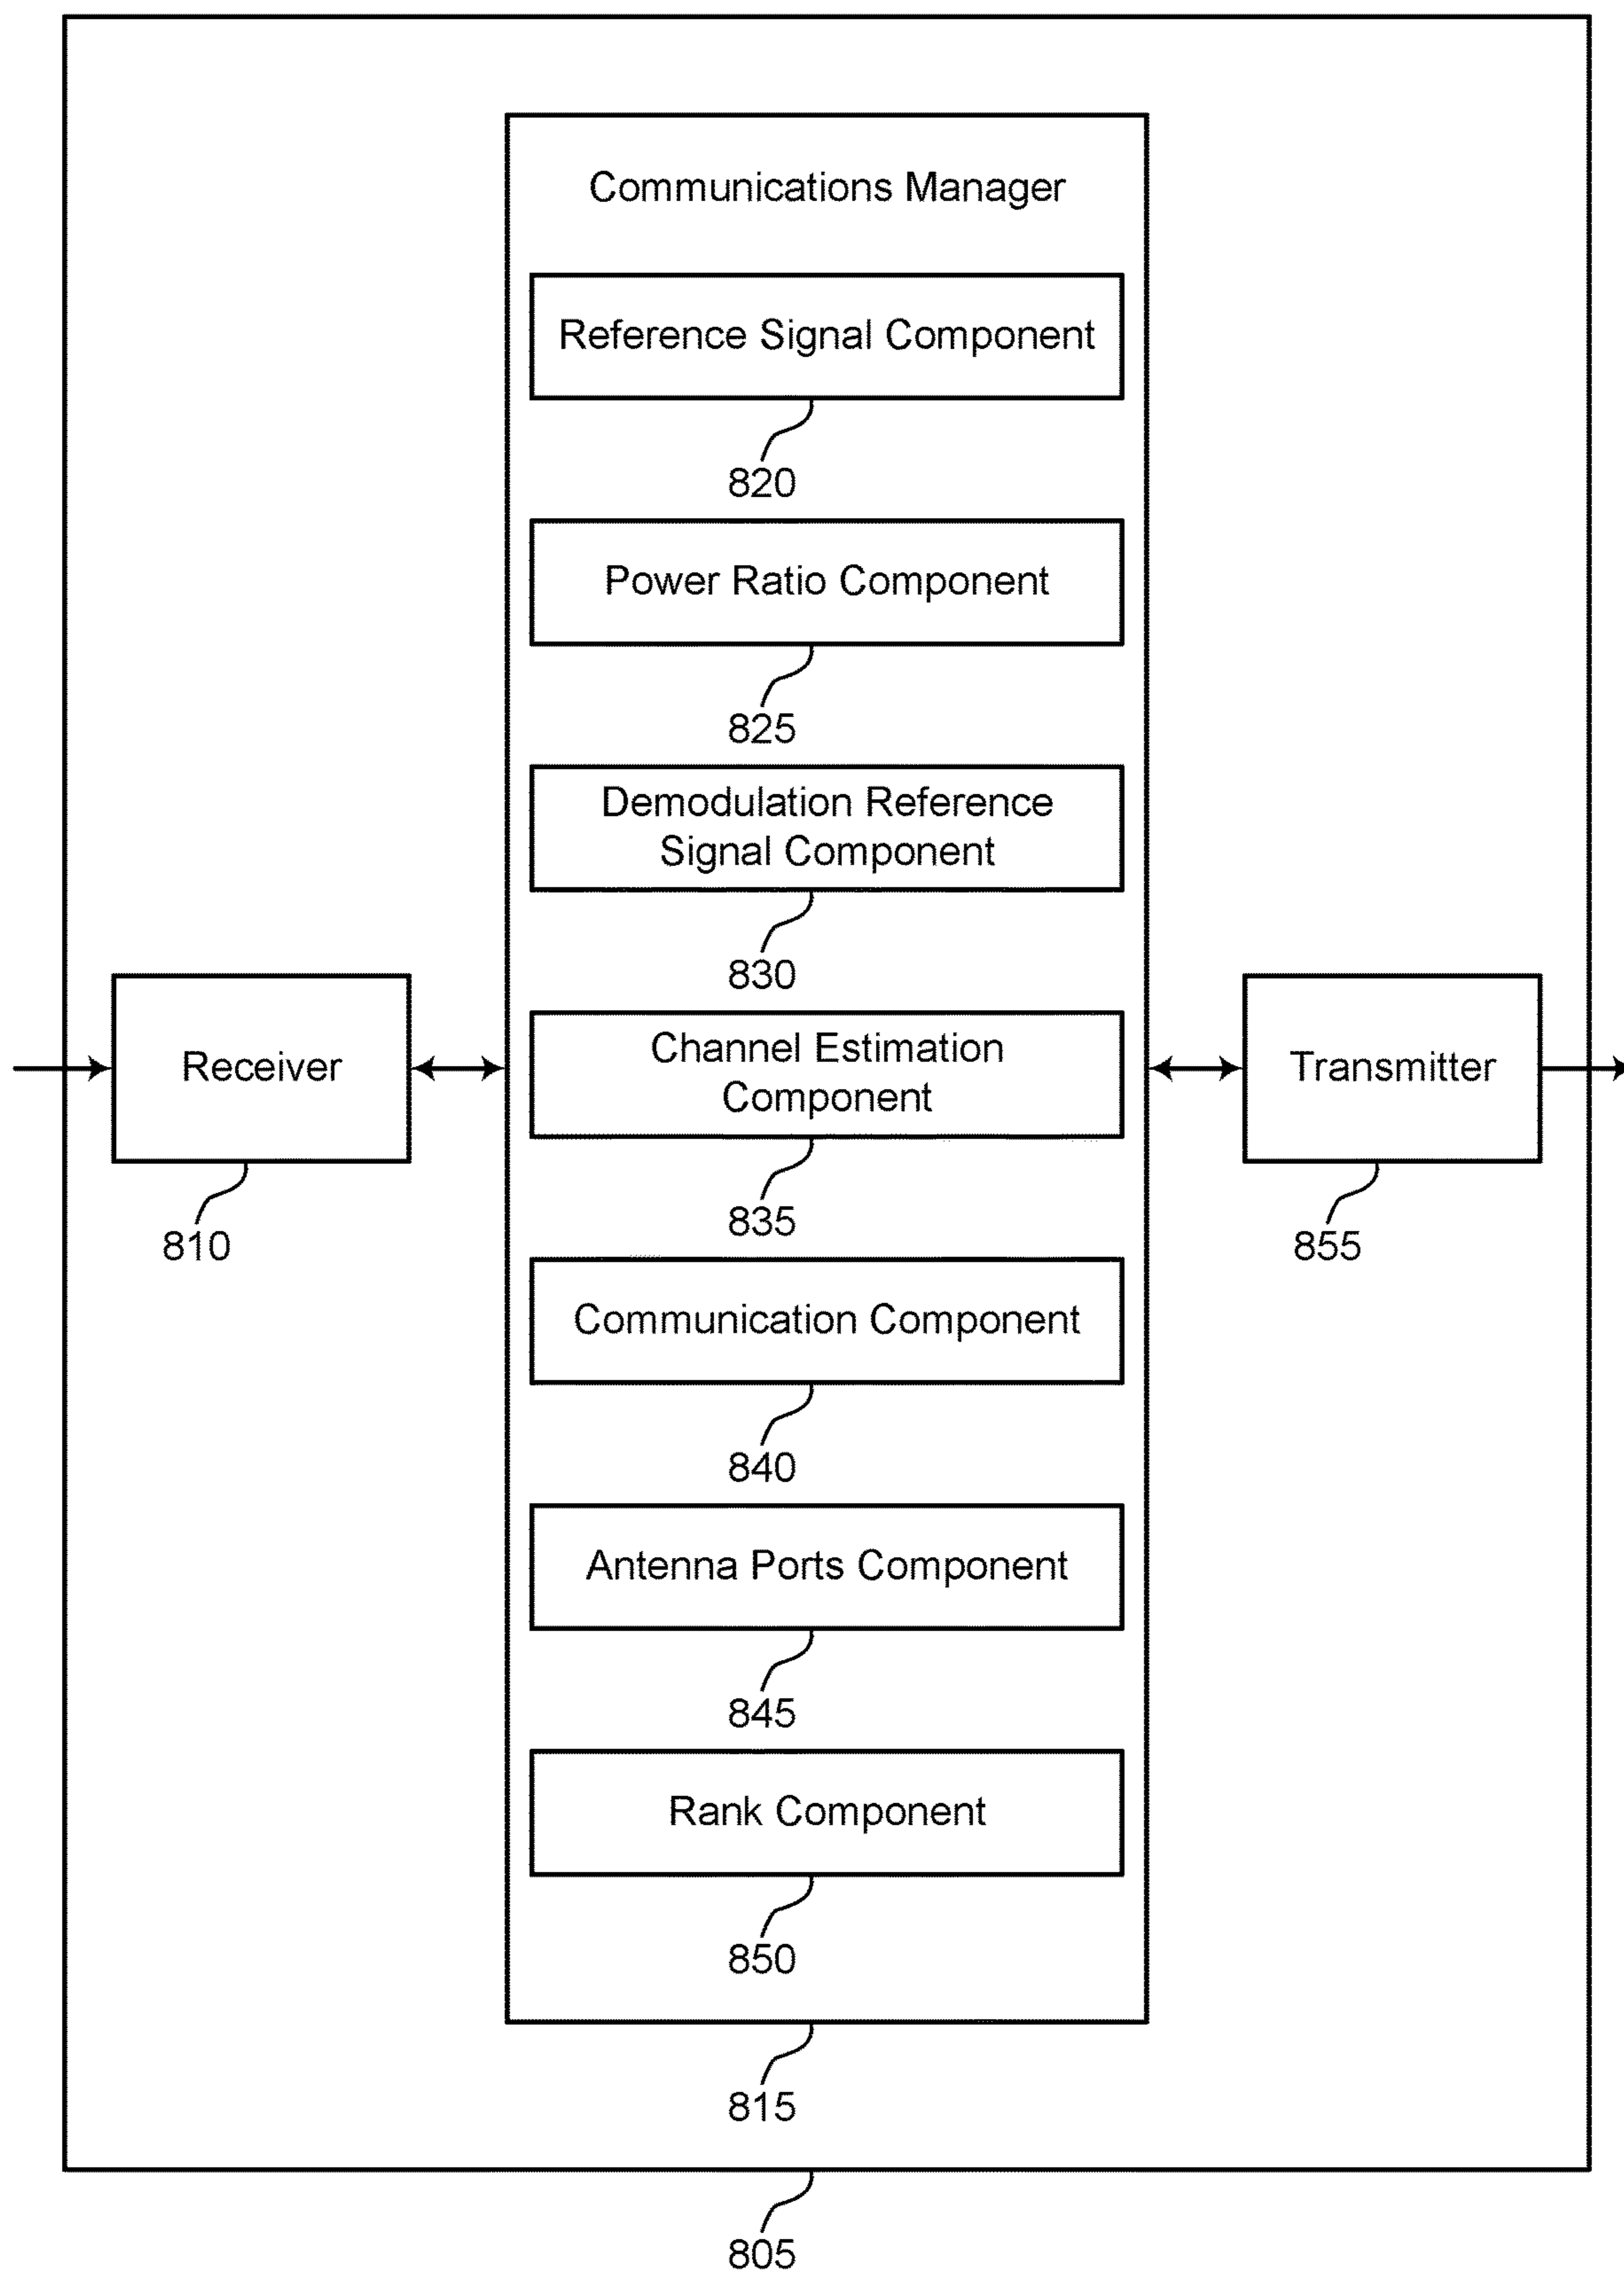 Communications Manager
Reference Signal Component
820
Power Ratio Component
825
Demodulation Reference
Signal Component
830
Receiver
810
Channel Estimation
Component
835
Transmitter
855
Communication Component
840
Antenna Ports Component
845
Rank Component
850
815
805